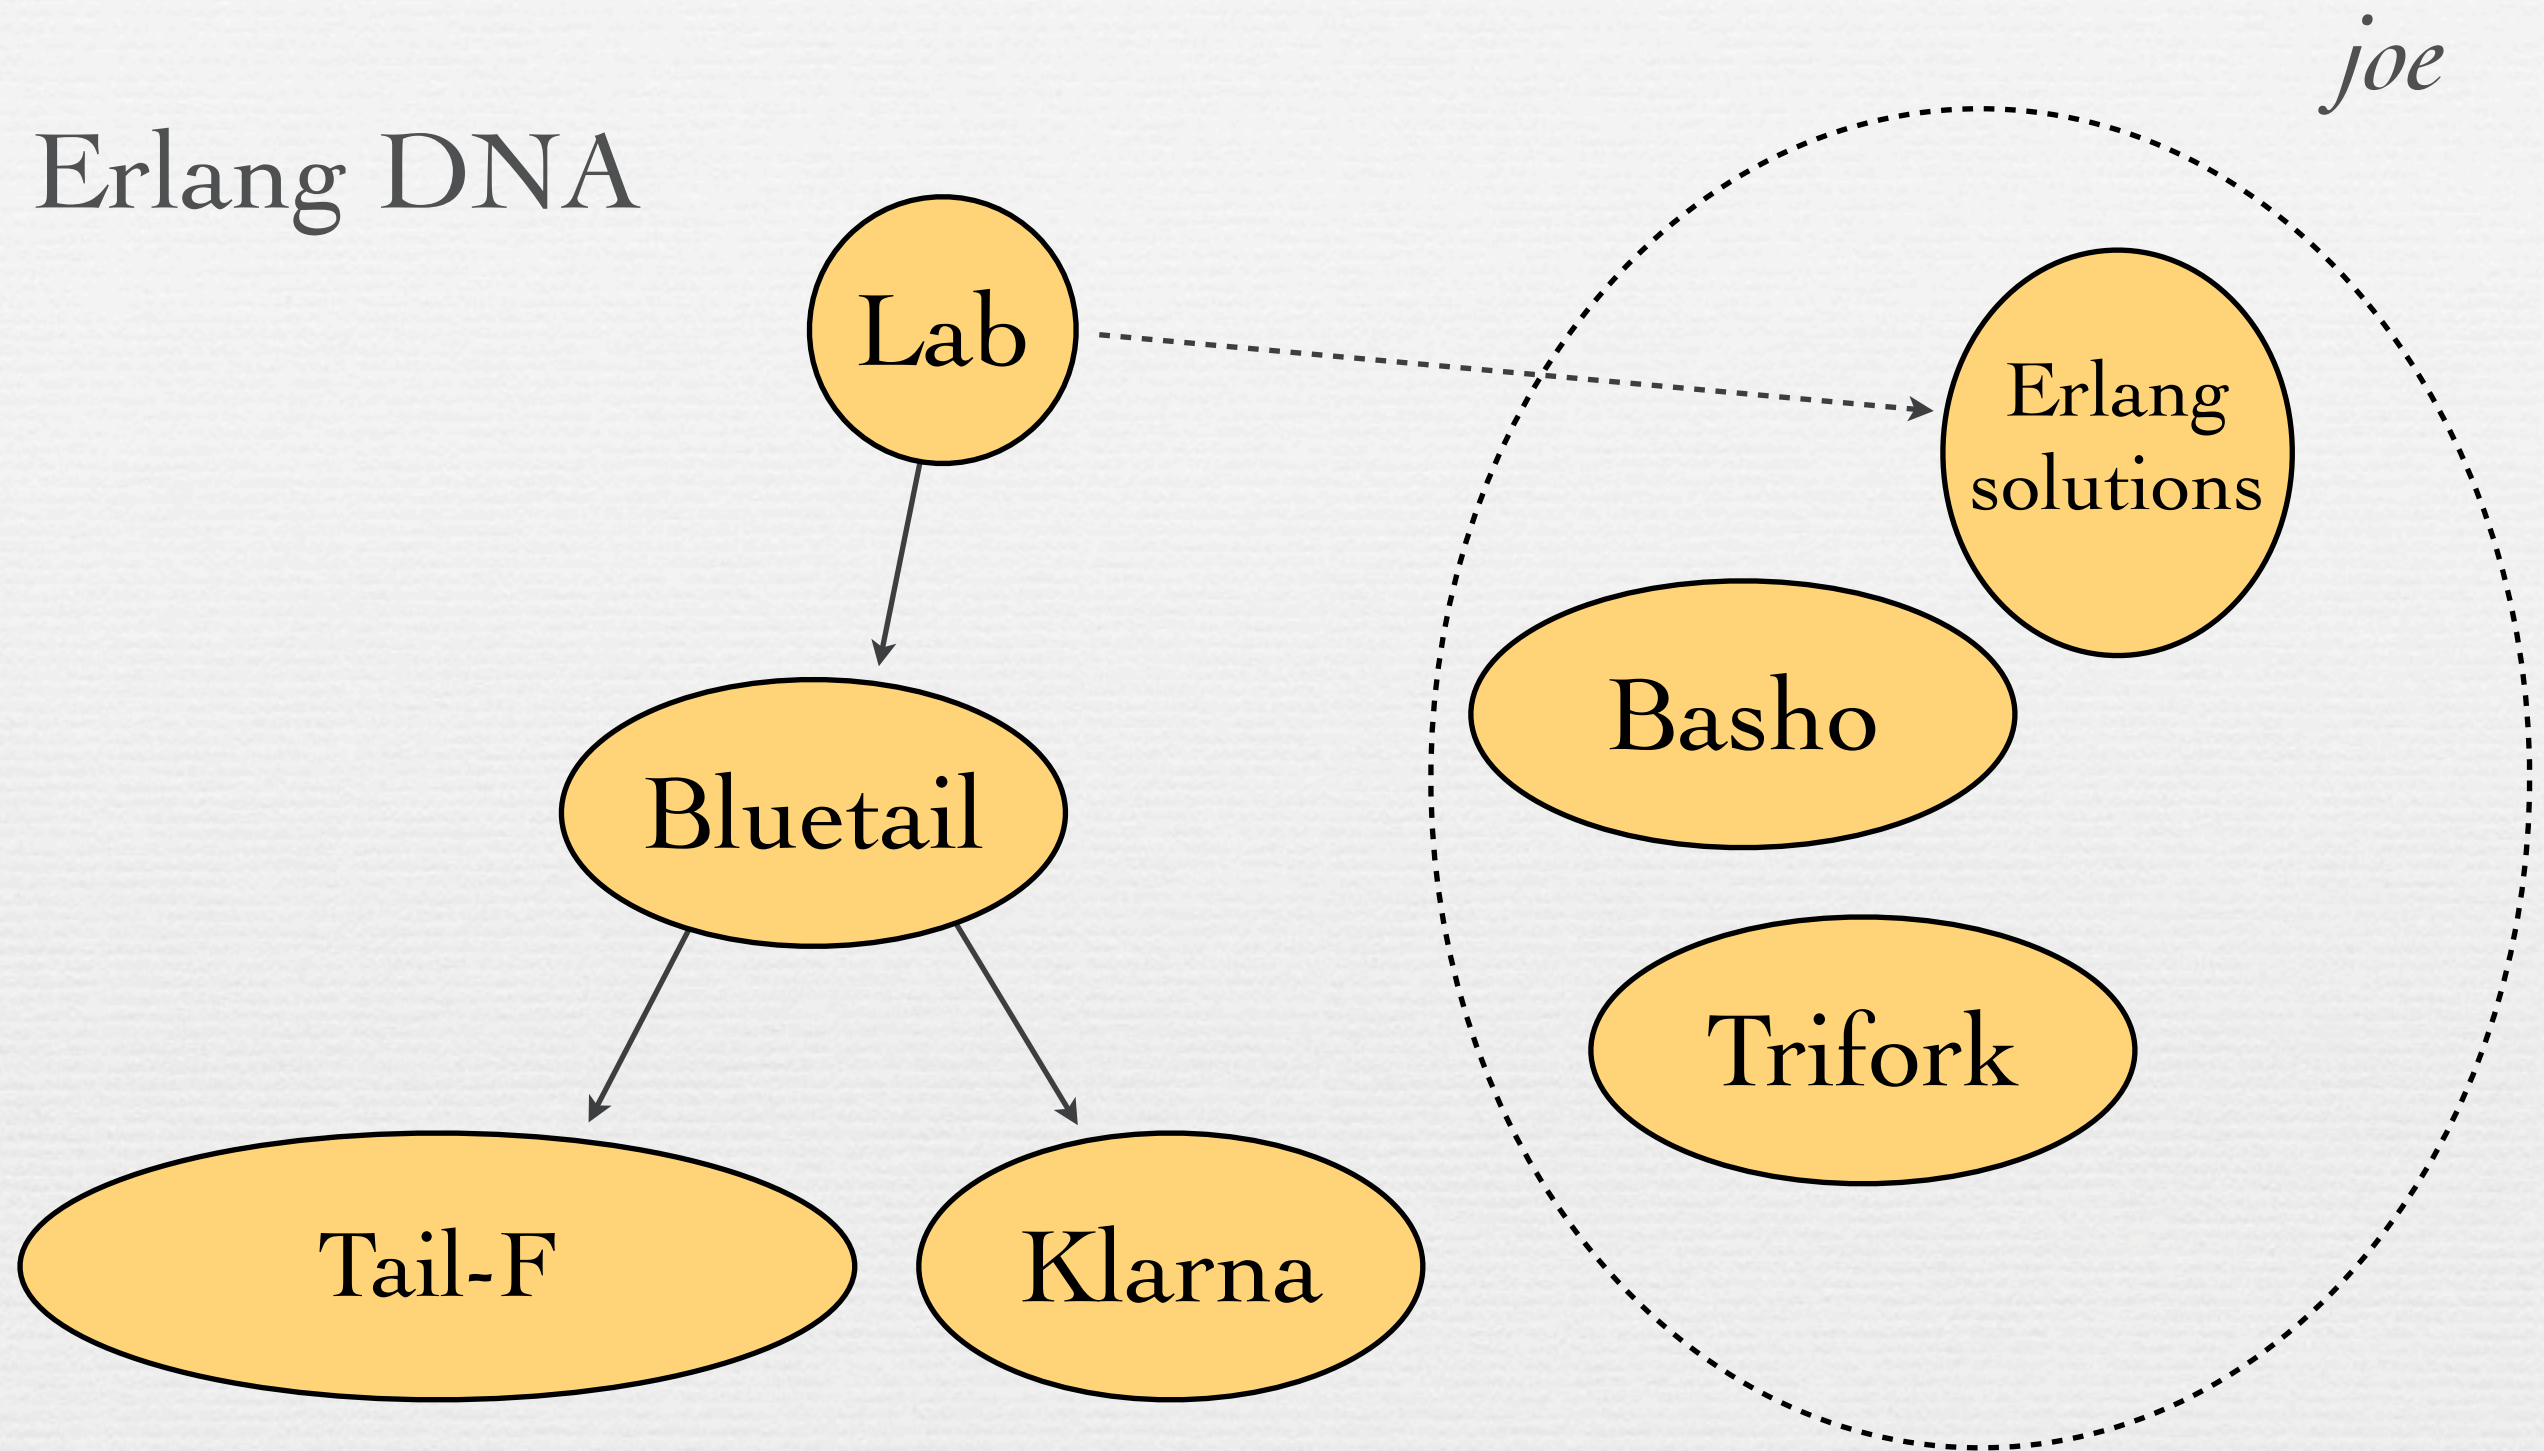 joe
Erlang DNA
Lab
Erlang
solutions
Basho
Bluetail
Trifork
Tail-F
Klarna